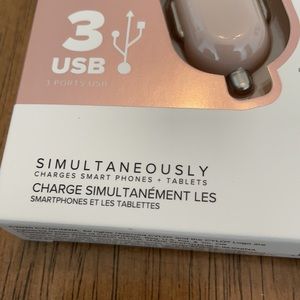 3
USB
3 PORTS USB
SIMULTANEOUSLY
CHARGES SMART PHONES + TABLETS
CHARGE SIMULTANÉMENT LES
SMARTPHONES ET LES TABLETTES